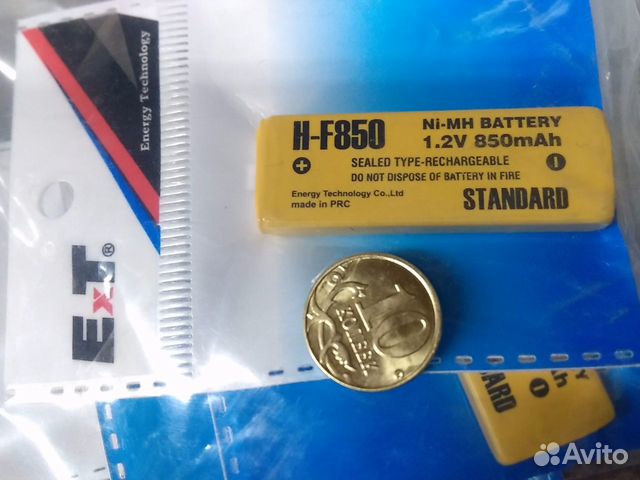 Energy Technology
ExT®
H-F850
Ni-MH BATTERY
1.2V 850mAh
SEALED TYPE-RECHARGEABLE
DO NOT DISPOSE OF BATTERY IN FIRE
Energy Technology Co.,Ltd
made in PRC
STANDARD
10
КОПЕЕК
DARD
Avito